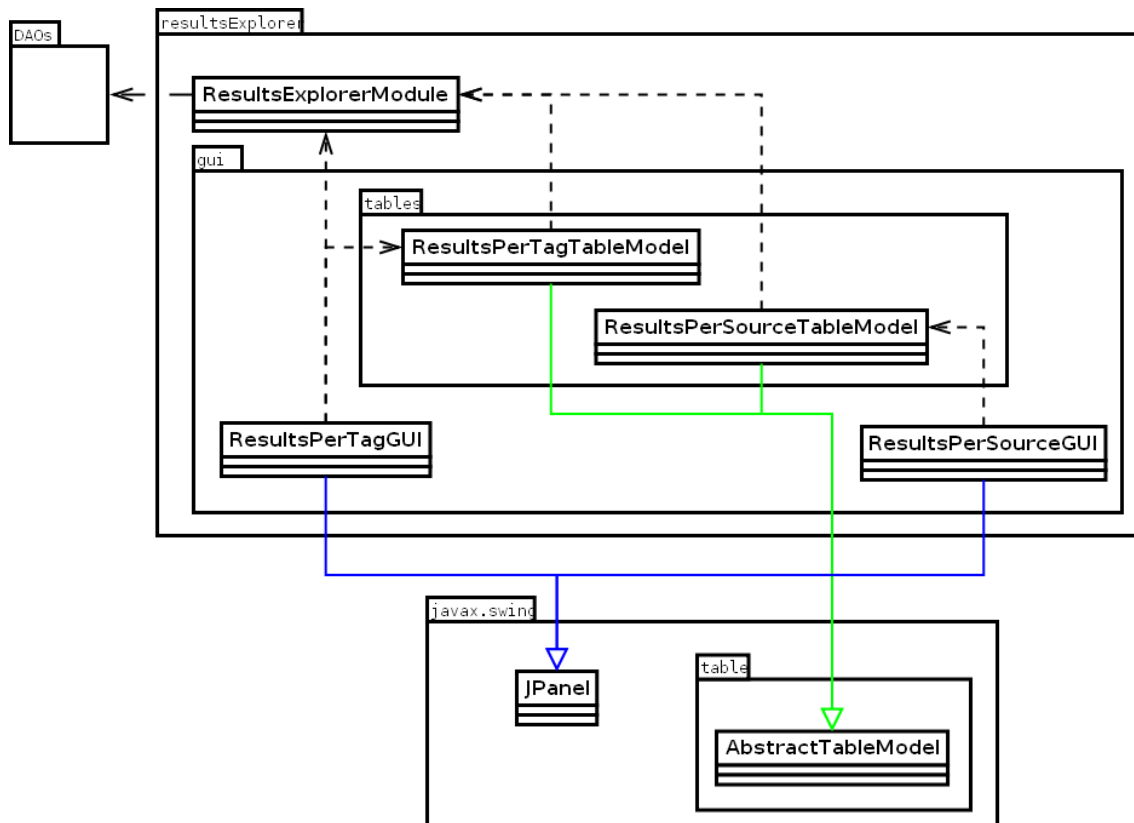 resultsExplorer
DAOs
ResultsExplorerModule
gui
tables
ResultsPerTagTableModel
ResultsPerSourceTableModel
ResultsPerTagGUI
ResultsPerSourceGUI
javax.swing
table
JPanel
AbstractTableModel